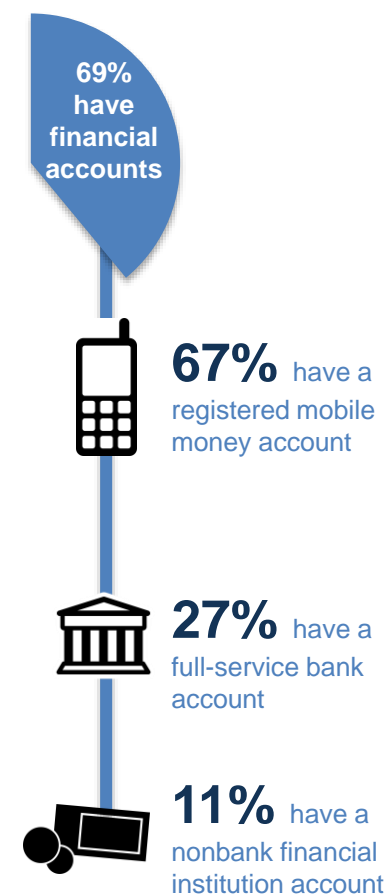 69%
have
financial
accounts
67% have a
registered mobile
money account
27% have a
full-service bank
account
11% have a
nonbank financial
institution account